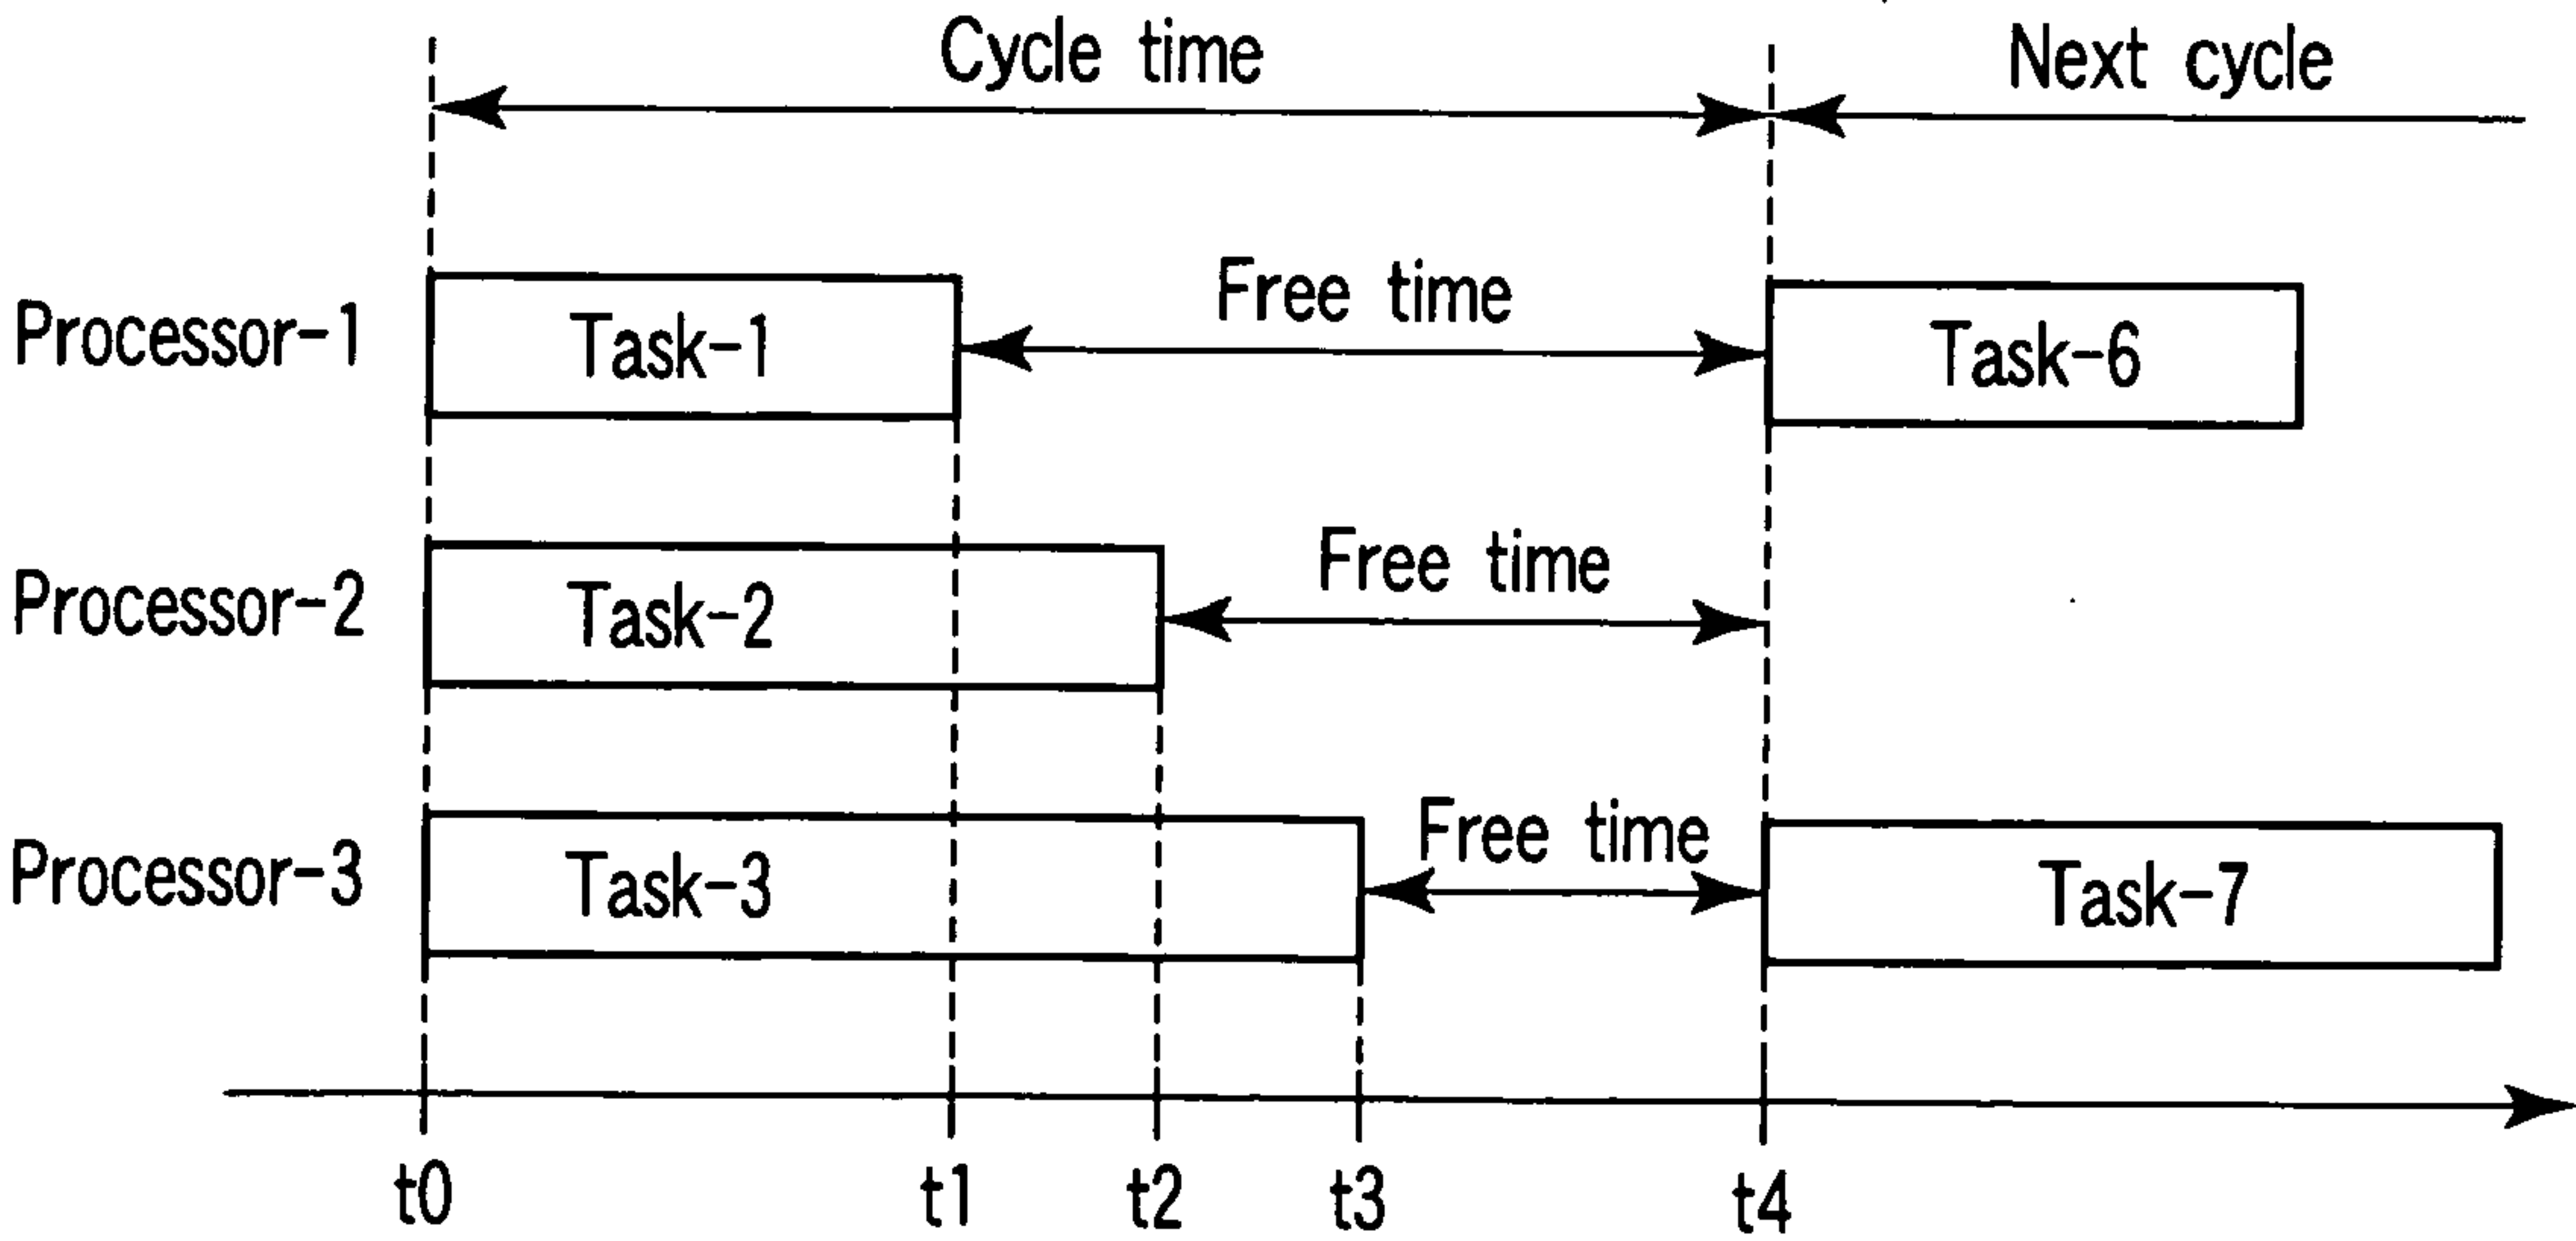 Cycle time
Next cycle
Processor-1
Task-1
Free time
Task-6
Processor-2
Task-2
Free time
Processor-3
Task-3
Free time
Task-7
t0
t1
t2
t3
t4